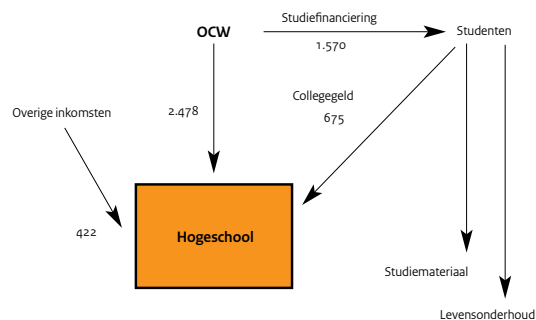 Studiefinanciering
OCW
Studenten
1.570
Collegegeld
675
2.478
Overige inkomsten
422
Hogeschool
Studiemateriaal
Levensonderhoud